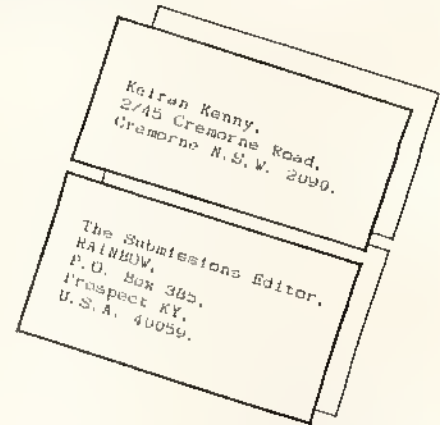 Keiran Kenny,
2/45 Cremorne Road,
Cremorne N.S.W. 2090.
The Submissions Editor,
RAINBOW,
P.O. Box 385,
Prospect KY,
U.S.A. 40059.